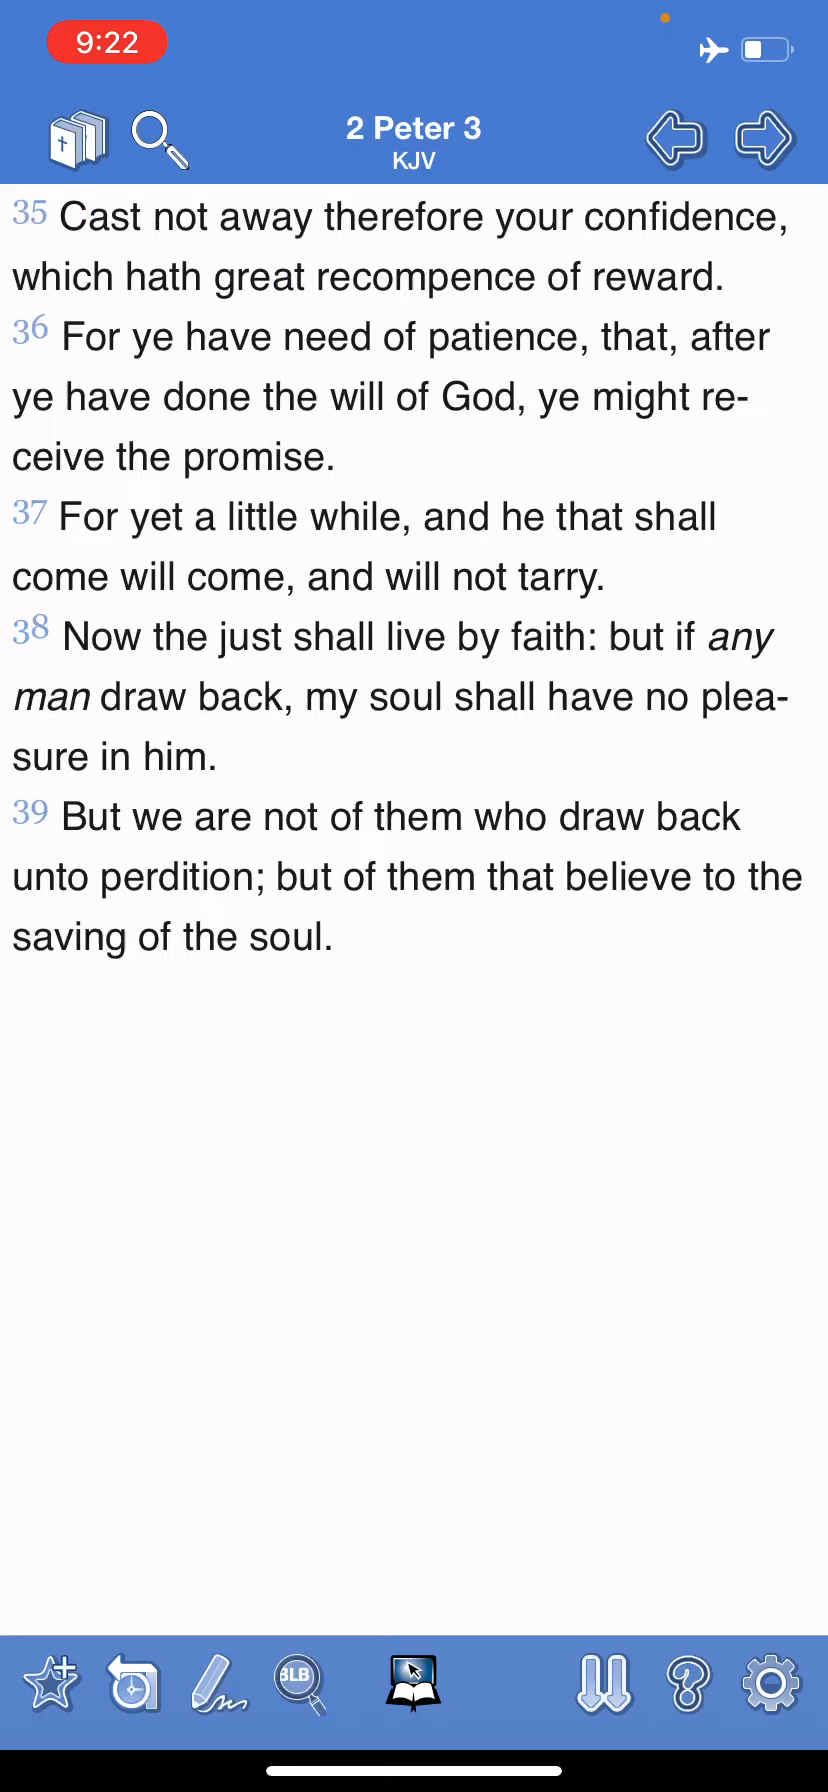 9:22
2 Peter 3
KJV
35 Cast not away therefore your confidence,
which hath great recompence of reward.
36 For ye have need of patience, that, after
ye have done the will of God, ye might re-
ceive the promise.
37 For yet a little while, and he that shall
come will come, and will not tarry.
38 Now the just shall live by faith: but if any
man draw back, my soul shall have no plea-
sure in him.
39 But we are not of them who draw back
unto perdition; but of them that believe to the
saving of the soul.
BLB